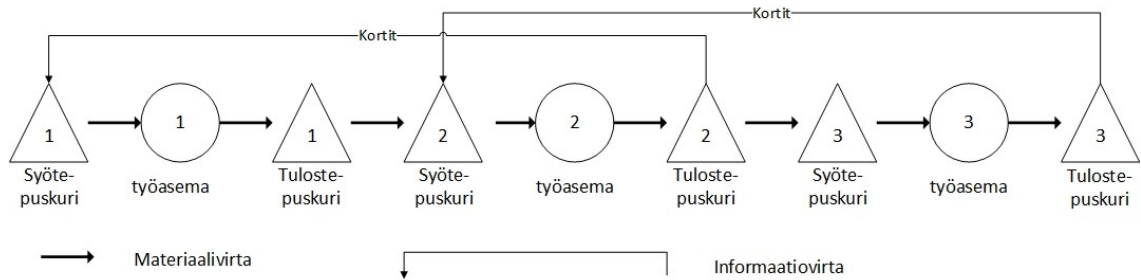 Kortit
Kortit
1
1
1
2
2
2
3
3
3
Syöte-
puskuri
työasema
Tuloste-
puskuri
Syöte-
puskuri
työasema
Tuloste-
puskuri
Syöte-
puskuri
työasema
Tuloste-
puskuri
Materiaalivirta
Informaatiovirta